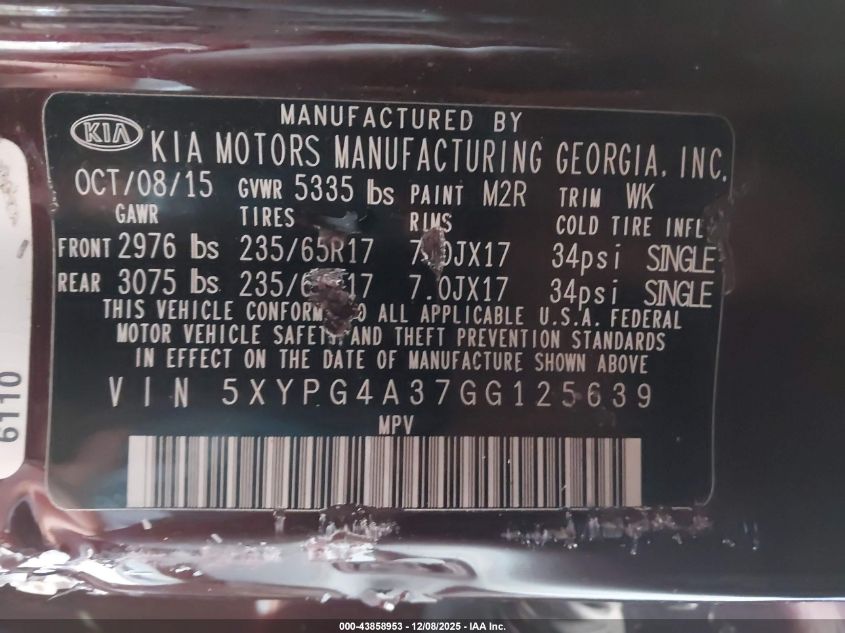 MANUFACTURED BY
KIA KIA MOTORS MANUFACTURING GEORGIA, INC.
OCT/08/15 GVWR 5335 lbs PAINT M2R TRIM WK
GAWR TIRES RIMS COLD TIRE INFL
FRONT 2976 lbs 235/65R17 JX17 34psi SINGLE
REAR 3075 lbs 7.0JX17 34psi SINGLE
THIS VEHICLE CONFORM ALL APPLICABLE U.S.A. FEDERAL
MOTOR VEHICLE SAFETY AND THEFT PREVENTION STANDARDS
IN EFFECT ON THE DATE OF MANUFACTURE SHOWN ABOVE
VIN 5XYPG4A37GG125639
MPV
6110
000-43858953 - 12/08/2025 - IAA Inc.